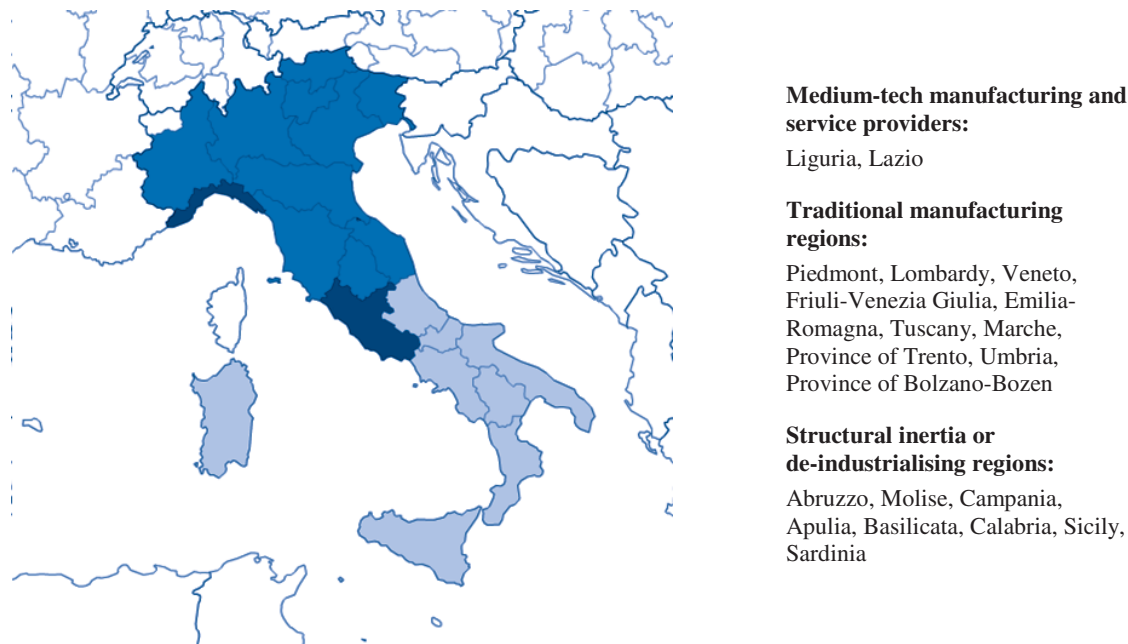 Medium-tech manufacturing and
service providers:
Liguria, Lazio
Traditional manufacturing
regions:
Piedmont, Lombardy, Veneto,
Friuli-Venezia Giulia, Emilia-
Romagna, Tuscany, Marche,
Province of Trento, Umbria,
Province of Bolzano-Bozen
Structural inertia or
de-industrialising regions:
Abruzzo, Molise, Campania,
Apulia, Basilicata, Calabria, Sicily,
Sardinia